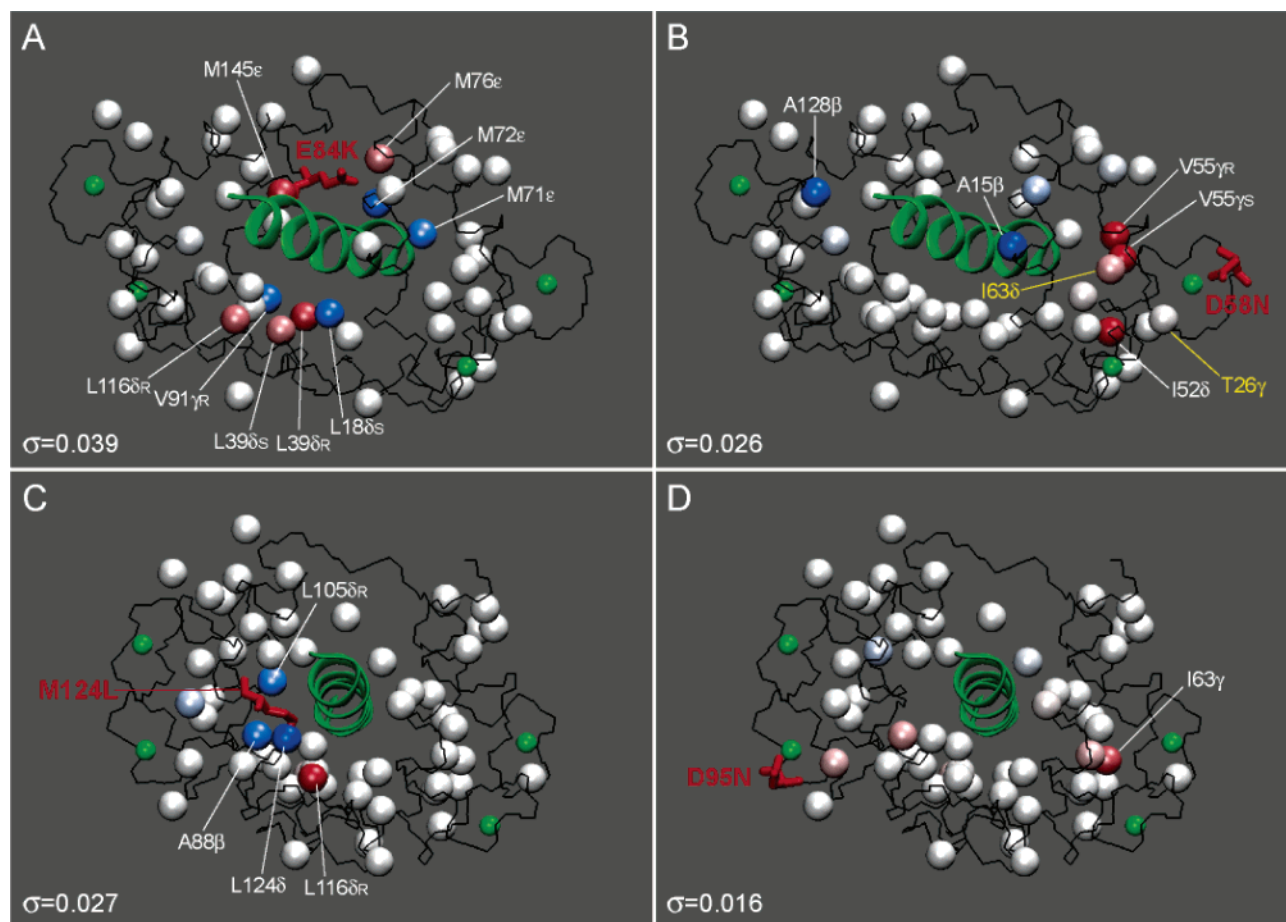 A
M145ε
M76ε
E84K
M72ε
M71ε
L116δR
V91γR
L39δS
L39δR
L18δS
σ=0.039
B
A128β
A15β
V55γR
V55γS
I63δ
D58N
I52δ
T26γ
σ=0.026
C
L105δR
M124L
A88β
L124δ
L116δR
σ=0.027
D
I63γ
D95N
σ=0.016